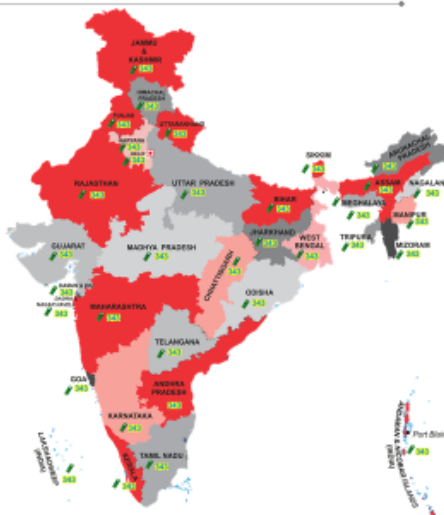 JAMMU
&
KASHMIR
343
HIMACHAL
PRADESH
343
PUNJAB
343
UTTARAKHAND
343
HARYANA
343
DELHI
343
RAJASTHAN
343
UTTAR PRADESH
343
SIKKIM
343
ARUNACHAL
PRADESH
343
ASSAM
343
NAGALAND
343
MEGHALAYA
343
MANIPUR
343
TRIPURA
343
MIZORAM
343
BIHAR
343
JHARKHAND
343
WEST
BENGAL
343
GUJARAT
343
MADHYA PRADESH
343
CHHATTISGARH
343
ODISHA
343
343
343
MAHARASHTRA
343
TELANGANA
343
GOA
343
ANDHRA
PRADESH
343
KARNATAKA
343
KERALA
343
TAMIL NADU
343
LAKSHADWEEP
(INDIA)
343
ANDAMAN & NICOBAR ISLANDS
(INDIA)
Port Blair
343